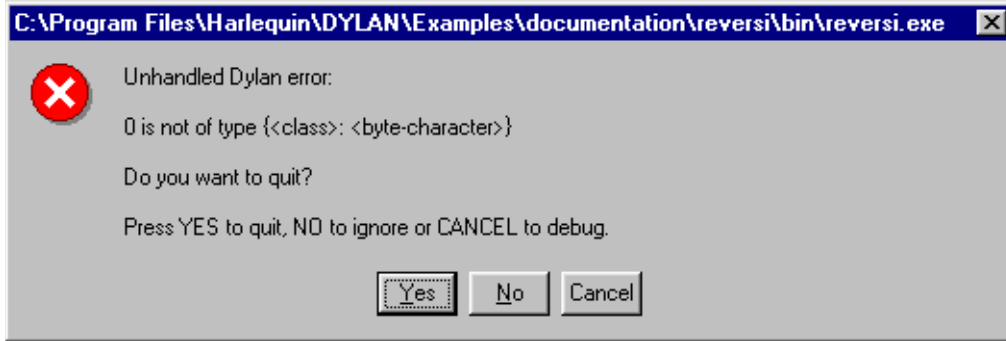 C:\Program Files\Harlequin\DYLAN\Examples\documentation\reversi\bin\reversi.exe
Unhandled Dylan error:
0 is not of type {<class>: <byte-character>}
Do you want to quit?
Press YES to quit, NO to ignore or CANCEL to debug.
Yes No Cancel